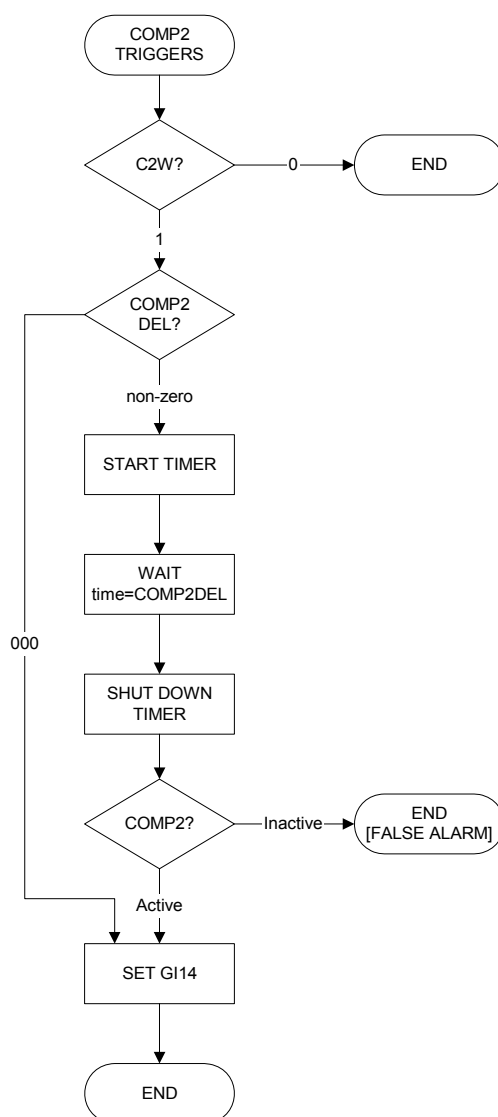 COMP2
TRIGGERS
C2W?
0
END
1
COMP2
DEL?
non-zero
START TIMER
WAIT
time=COMP2DEL
000
SHUT DOWN
TIMER
COMP2?
Inactive
END
[FALSE ALARM]
Active
SET GI14
END